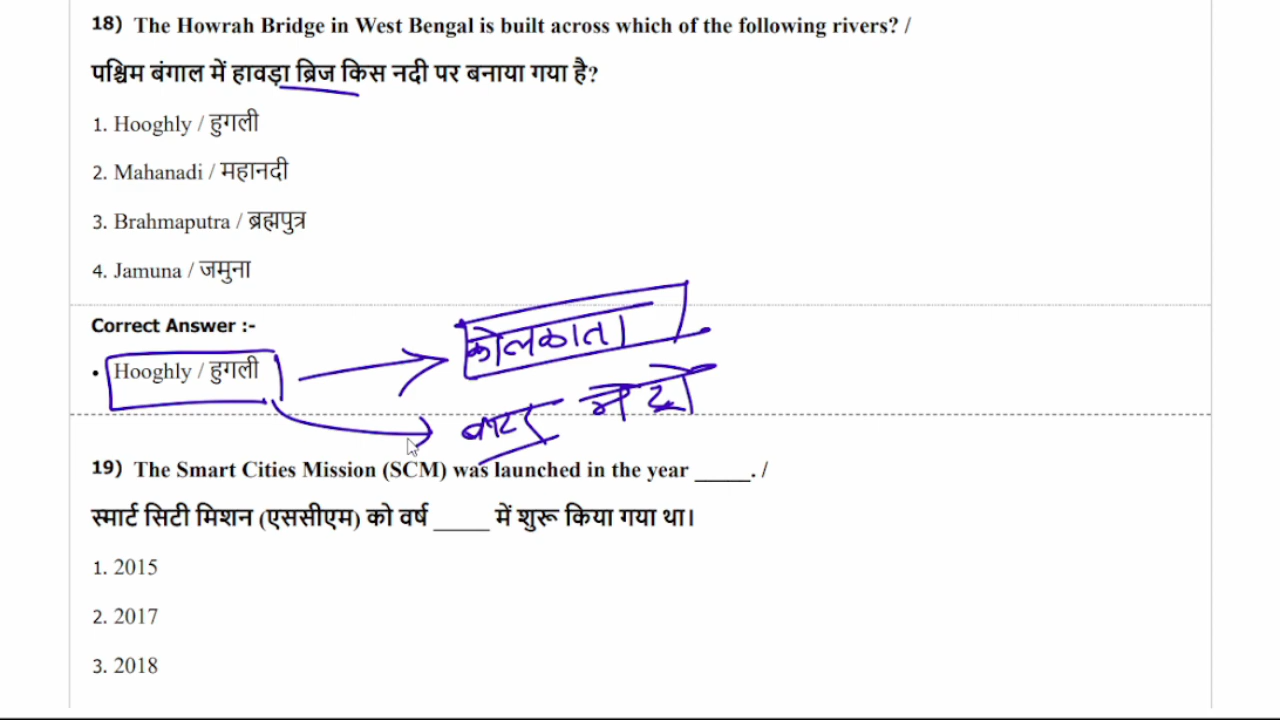 18) The Howrah Bridge in West Bengal is built across which of the following rivers? /
पश्चिम बंगाल में हावड़ा ब्रिज किस नदी पर बनाया गया है?
1. Hooghly / हुगली
2. Mahanadi / महानदी
3. Brahmaputra / ब्रह्मपुत्र
4. Jamuna / जमुना
Correct Answer :-
कोलकाता
• Hooghly / हुगली
वाटर मेट्रो
19) The Smart Cities Mission (SCM) was launched in the year _____. /
स्मार्ट सिटी मिशन (एससीएम) को वर्ष _____ में शुरू किया गया था।
1. 2015
2. 2017
3. 2018